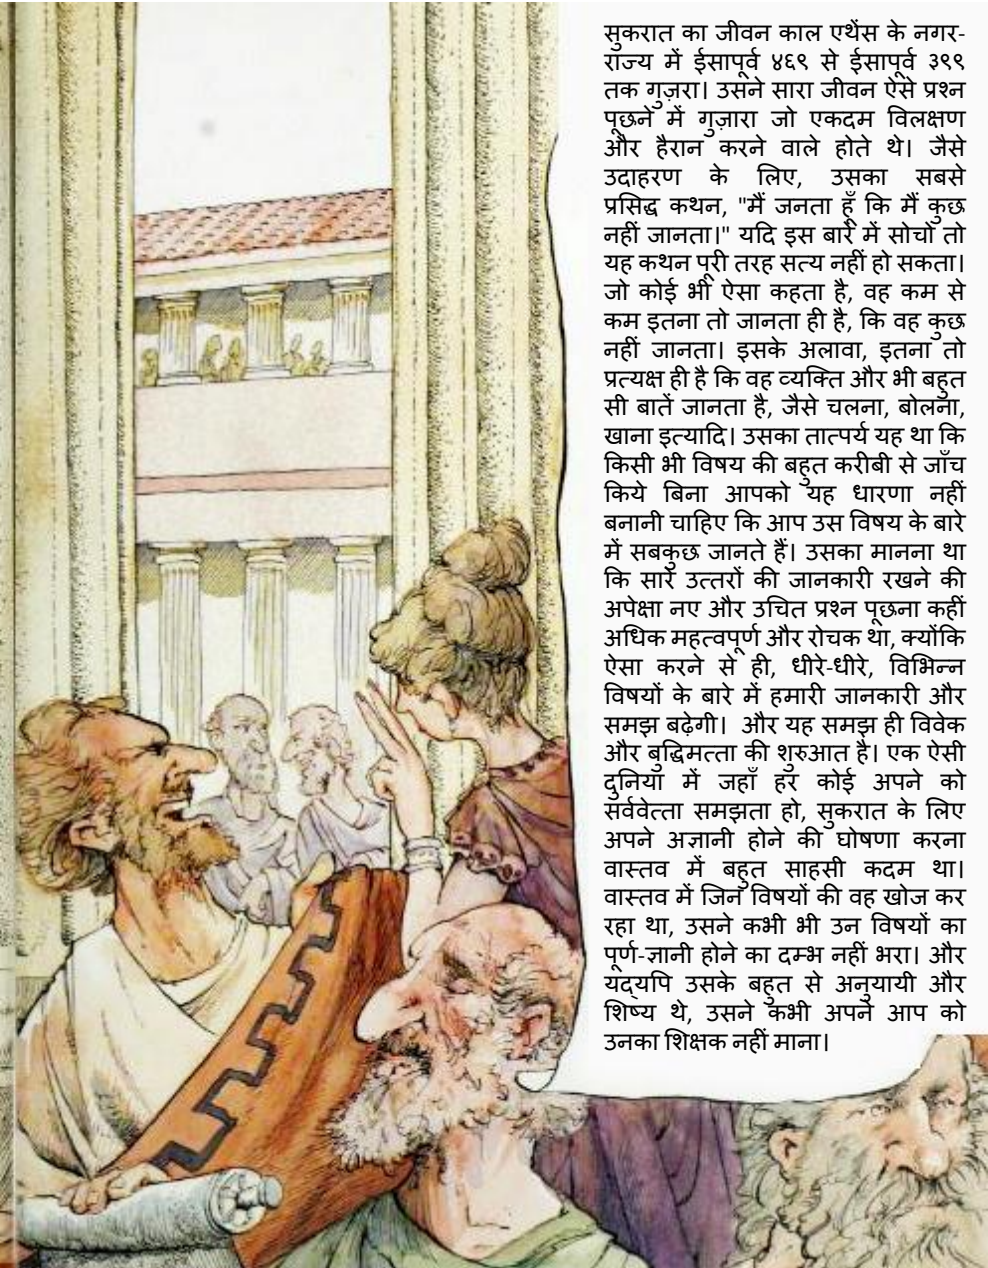 सुकरात का जीवन काल एथेंस के नगर-
राज्य में ईसापूर्व ४६९ से ईसापूर्व ३९९
तक गुज़रा। उसने सारा जीवन ऐसे प्रश्न
पूछने में गुज़ारा जो एकदम विलक्षण
और हैरान करने वाले होते थे। जैसे
उदाहरण के लिए, उसका सबसे
प्रसिद्ध कथन, "मैं जनता हूँ कि मैं कुछ
नहीं जानता।" यदि इस बारे में सोचो तो
यह कथन पूरी तरह सत्य नहीं हो सकता।
जो कोई भी ऐसा कहता है, वह कम से
कम इतना तो जानता ही है, कि वह कुछ
नहीं जानता। इसके अलावा, इतना तो
प्रत्यक्ष ही है कि वह व्यक्ति और भी बहुत
सी बातें जानता है, जैसे चलना, बोलना,
खाना इत्यादि। उसका तात्पर्य यह था कि
किसी भी विषय की बहुत करीबी से जाँच
किये बिना आपको यह धारणा नहीं
बनानी चाहिए कि आप उस विषय के बारे
में सबकुछ जानते हैं। उसका मानना था
कि सारे उत्तरों की जानकारी रखने की
अपेक्षा नए और उचित प्रश्न पूछना कहीं
अधिक महत्वपूर्ण और रोचक था, क्योंकि
ऐसा करने से ही, धीरे-धीरे, विभिन्न
विषयों के बारे में हमारी जानकारी और
समझ बढ़ेगी। और यह समझ ही विवेक
और बुद्धिमत्ता की शुरुआत है। एक ऐसी
दुनिया में जहाँ हर कोई अपने को
सर्ववेत्ता समझता हो, सुकरात के लिए
अपने अज्ञानी होने की घोषणा करना
वास्तव में बहुत साहसी कदम था।
वास्तव में जिन विषयों की वह खोज कर
रहा था, उसने कभी भी उन विषयों का
पूर्ण-ज्ञानी होने का दम्भ नहीं भरा। और
यद्यपि उसके बहुत से अनुयायी और
शिष्य थे, उसने कभी अपने आप को
उनका शिक्षक नहीं माना।